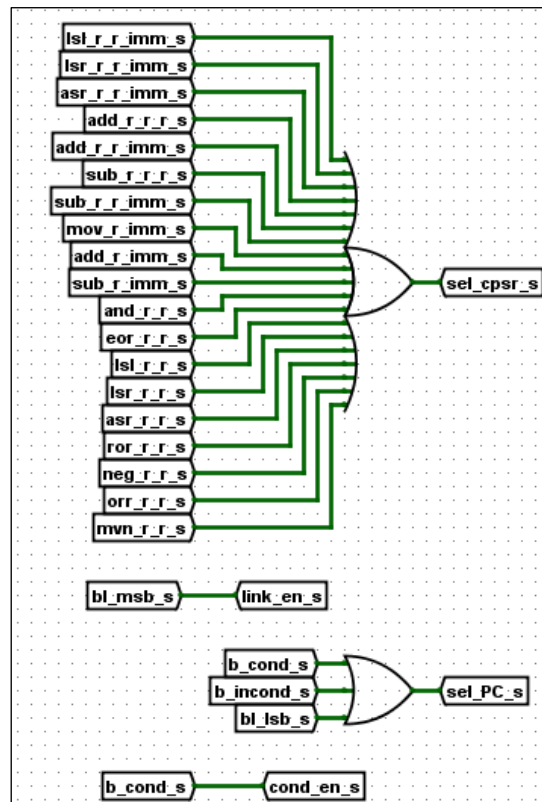 lsl_r_r_imm_s
lsr_r_r_imm_s
asr_r_r_imm_s
add_r_r_r_s
add_r_r_imm_s
sub_r_r_r_s
sub_r_r_imm_s
mov_r_imm_s
add_r_imm_s
sub_r_imm_s
sel_cpsr_s
and_r_r_s
eor_r_r_s
lsl_r_r_s
lsr_r_r_s
asr_r_r_s
ror_r_r_s
neg_r_r_s
orr_r_r_s
mvn_r_r_s
bl_msb_s link_en_s
b_cond_s
b_incond_s sel_PC_s
bl_lsb_s
b_cond_s cond_en_s